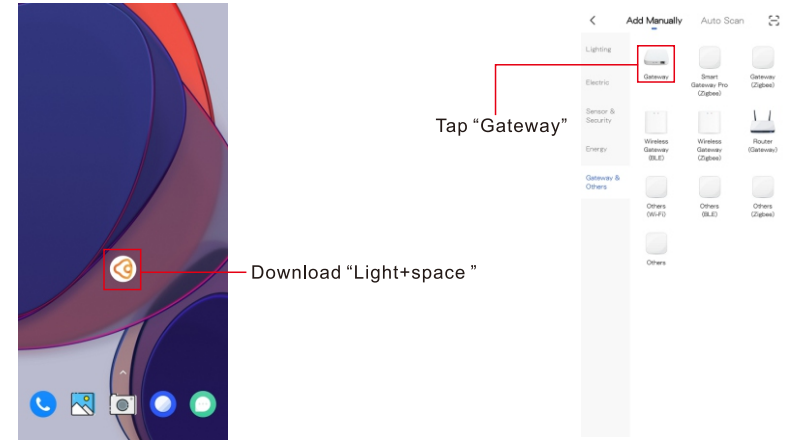 Add Manually
Auto Scan
Lighting
Electric
Sensor &
Security
Energy
Gateway &
Others
Gateway
Smart
Gateway Pro
(Zigbee)
Gateway
(Zigbee)
Wireless
Gateway
(BLE)
Wireless
Gateway
(Zigbee)
Router
(Gateway)
Others
(Wi-Fi)
Others
(BLE)
Others
(Zigbee)
Others
Tap “Gateway”
Download “Light+space ”